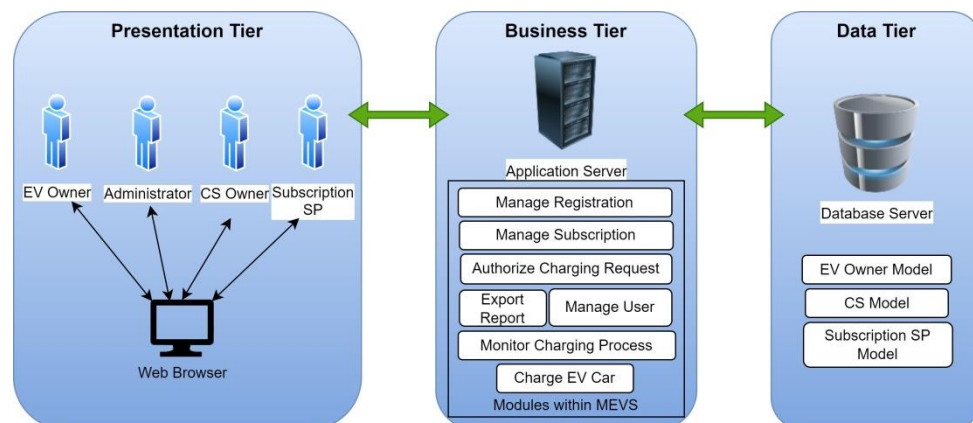 Presentation Tier
EV Owner
Administrator
CS Owner
Subscription
SP
Web Browser
Business Tier
Application Server
Manage Registration
Manage Subscription
Authorize Charging Request
Export
Report
Manage User
Monitor Charging Process
Charge EV Car
Modules within MEVS
Data Tier
Database Server
EV Owner Model
CS Model
Subscription SP
Model